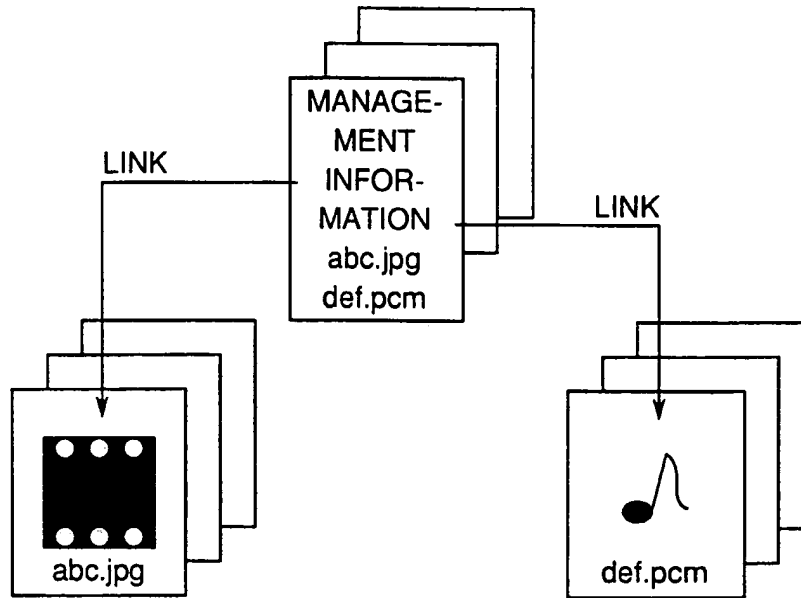 MANAGE-
MENT
INFOR-
MATION
abc.jpg
def.pcm
LINK
LINK
abc.jpg
def.pcm